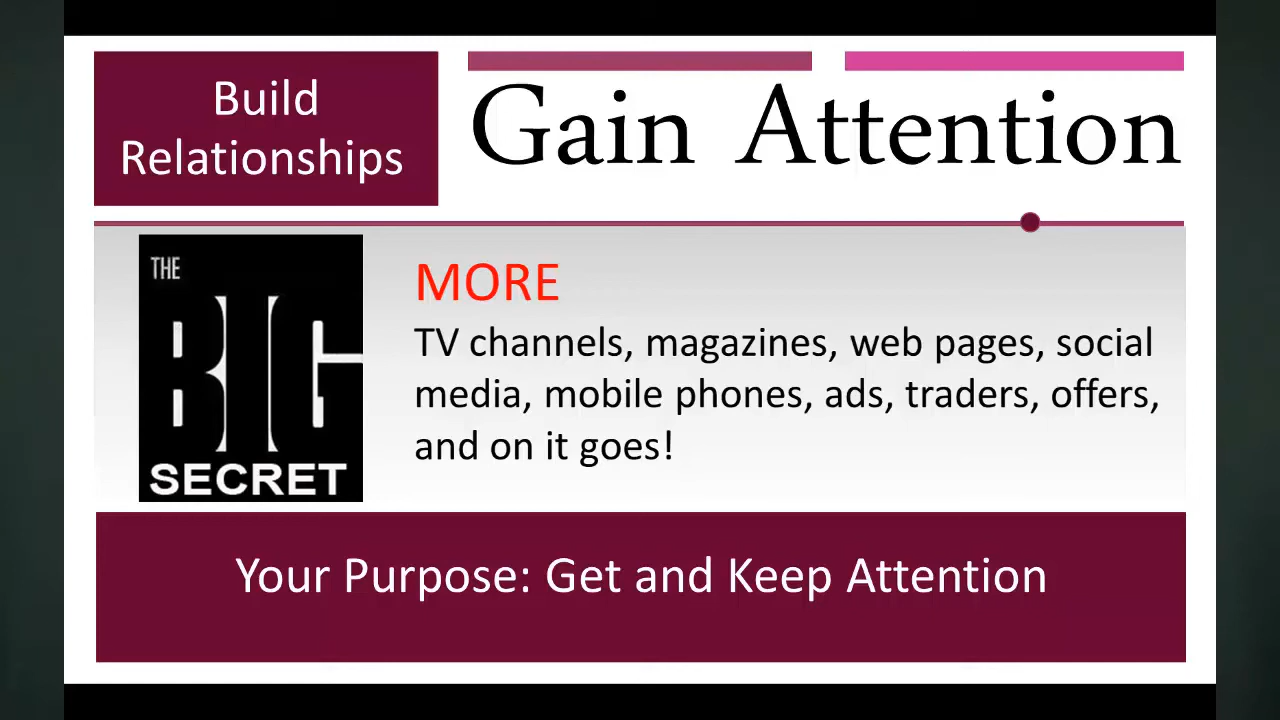 Build
Relationships
Gain Attention
THE
BIG
SECRET
MORE
TV channels, magazines, web pages, social
media, mobile phones, ads, traders, offers,
and on it goes!
Your Purpose: Get and Keep Attention